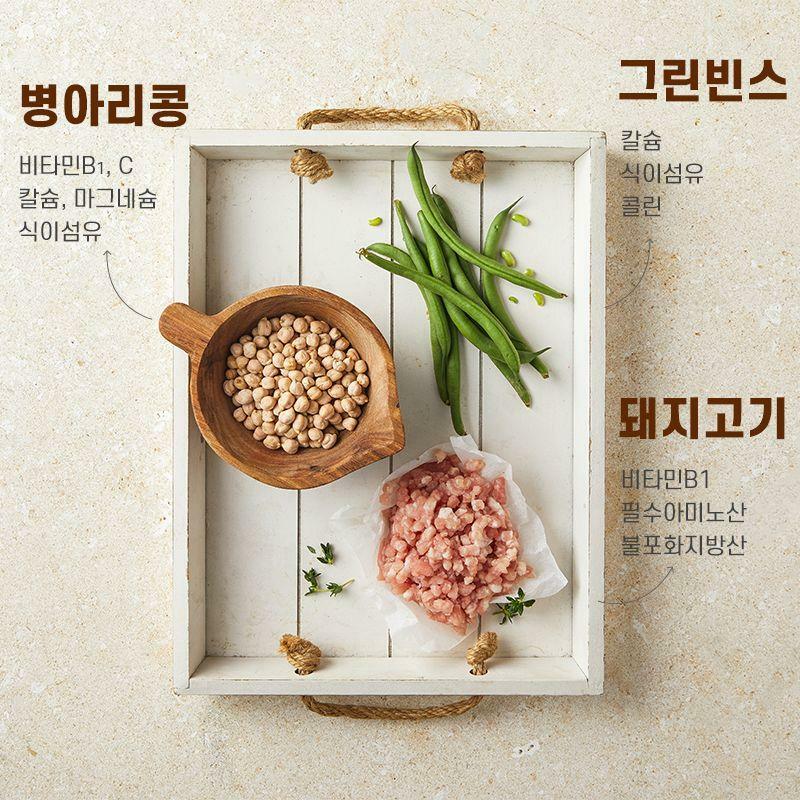 병아리콩
비타민B1, C
칼슘, 마그네슘
식이섬유
그린빈스
칼슘
식이섬유
콜린
돼지고기
비타민B1
필수아미노산
불포화지방산